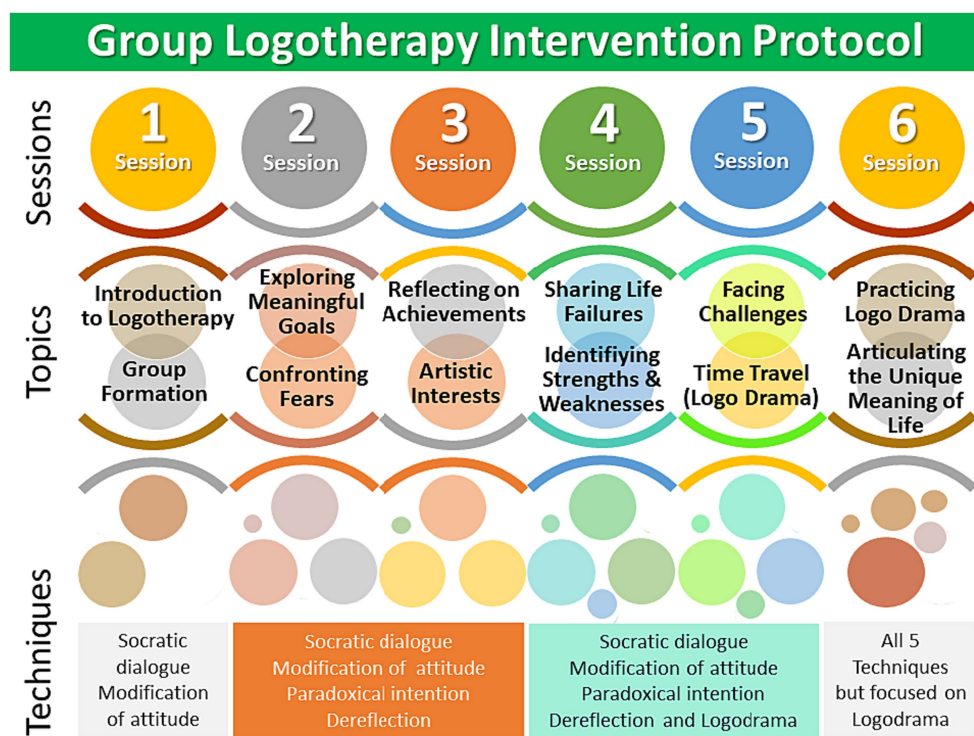 Group Logotherapy Intervention Protocol
Sessions
1
Session
2
Session
3
Session
4
Session
5
Session
6
Session
Topics
Introduction
to Logotherapy
Group
Formation
Exploring
Meaningful
Goals
Confronting
Fears
Reflecting on
Achievements
Artistic
Interests
Sharing Life
Failures
Identifiying
Strengths &
Weaknesses
Facing
Challenges
Time Travel
(Logo Drama)
Practicing
Logo Drama
Articulating
the Unique
Meaning of
Life
Techniques
Socratic
dialogue
Modification
of attitude
Socratic dialogue
Modification of attitude
Paradoxical intention
Dereflection
Socratic dialogue
Modification of attitude
Paradoxical intention
Dereflection and Logodrama
All 5
Techniques
but focused on
Logodrama